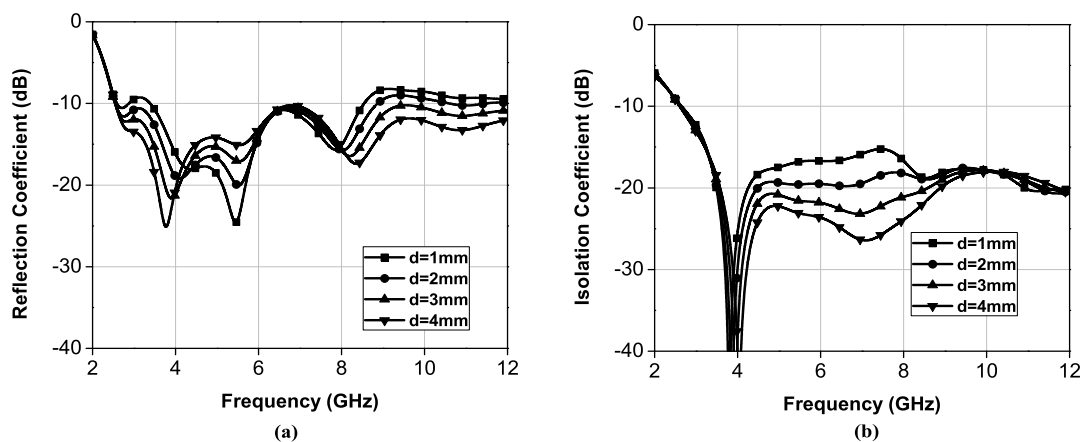 0
-10
-20
-30
-40
Reflection Coefficient (dB)
2 4 6 8 10 12
Frequency (GHz)
d=1mm
d=2mm
d=3mm
d=4mm
(a)
0
-10
-20
-30
-40
Isolation Coefficient (dB)
2 4 6 8 10 12
Frequency (GHz)
d=1mm
d=2mm
d=3mm
d=4mm
(b)